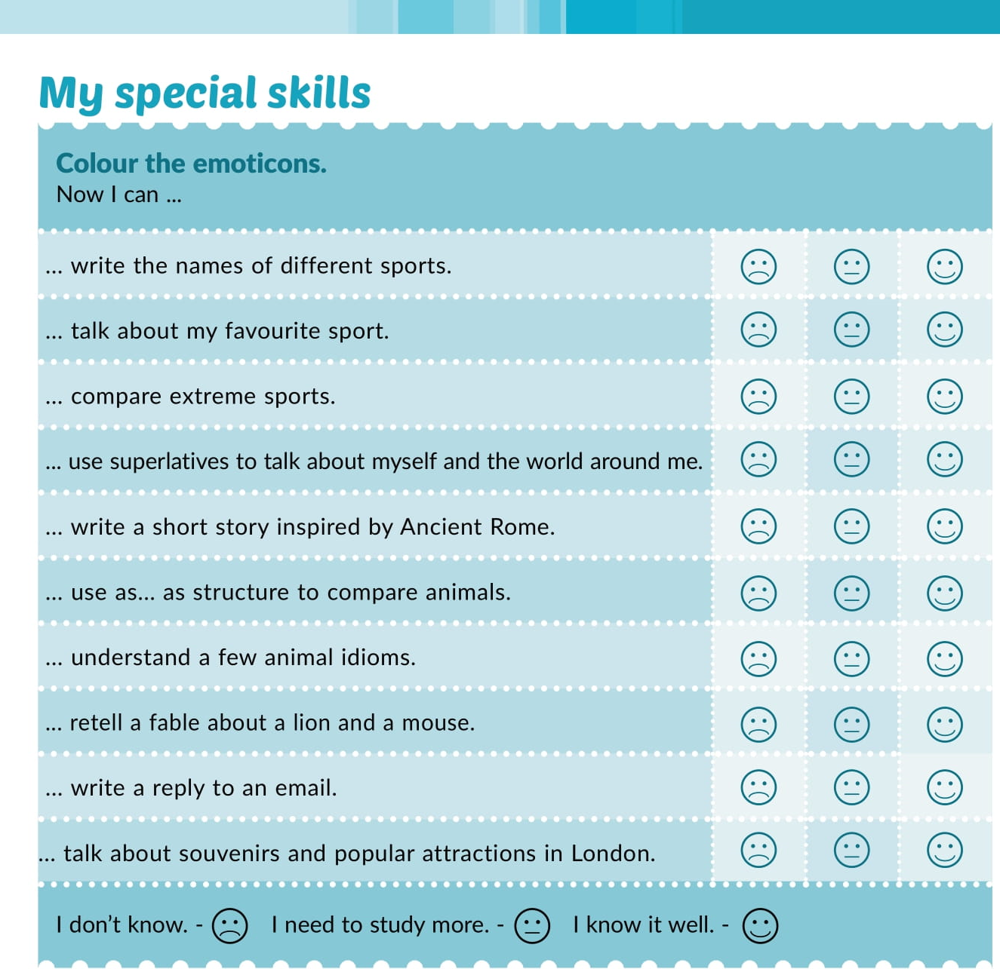 My special skills
Colour the emoticons.
Now I can ...
... write the names of different sports.
... talk about my favourite sport.
... compare extreme sports.
... use superlatives to talk about myself and the world around me.
... write a short story inspired by Ancient Rome.
... use as... as structure to compare animals.
... understand a few animal idioms.
... retell a fable about a lion and a mouse.
... write a reply to an email.
... talk about souvenirs and popular attractions in London.
I don’t know. - I need to study more. - I know it well. -